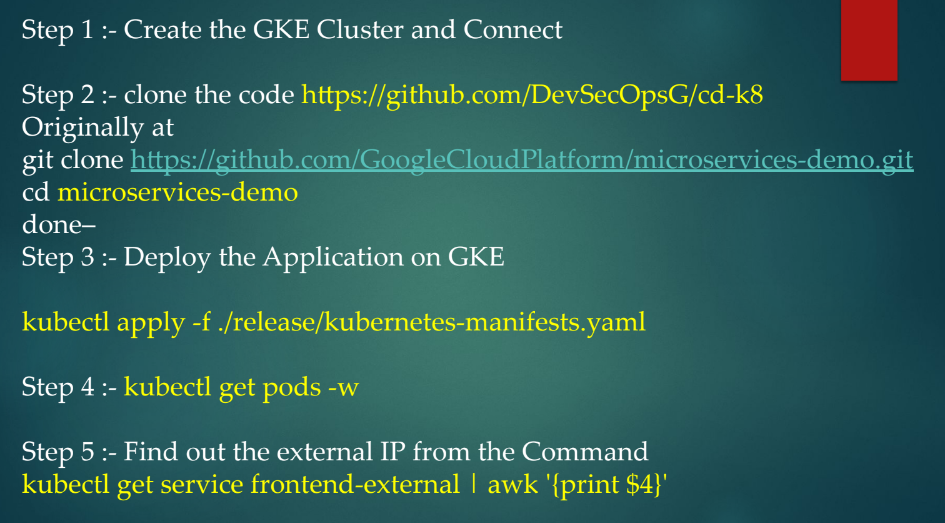 Step 1 :- Create the GKE Cluster and Connect
Step 2 :- clone the code https://github.com/DevSecOpsG/cd-k8
Originally at
git clone https://github.com/GoogleCloudPlatform/microservices-demo.git
cd microservices-demo
done–
Step 3 :- Deploy the Application on GKE
kubectl apply -f ./release/kubernetes-manifests.yaml
Step 4 :- kubectl get pods -w
Step 5 :- Find out the external IP from the Command
kubectl get service frontend-external | awk '{print $4}'